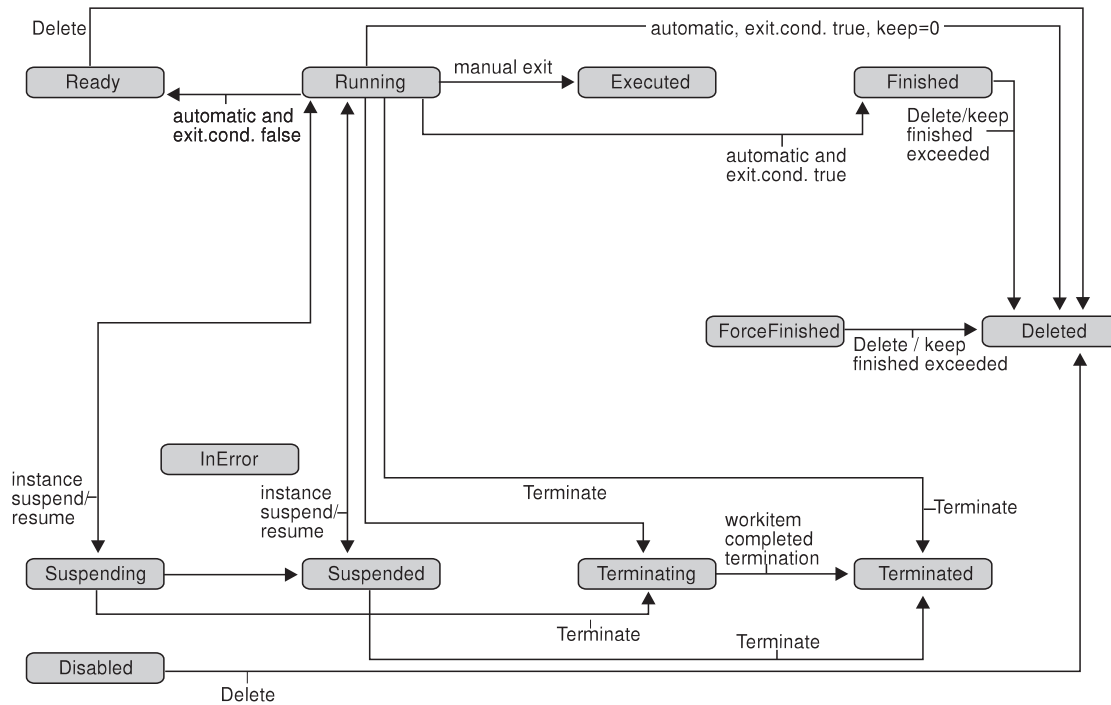 Delete
automatic, exit.cond. true, keep=0
Ready
Running
manual exit
Executed
Finished
automatic and
exit.cond. false
Delete/keep
finished
exceeded
automatic and
exit.cond. true
ForceFinished
Deleted
Delete / keep
finished exceeded
InError
instance
suspend/
resume
instance
suspend/
resume
Terminate
Terminate
workitem
completed
termination
Suspending
Suspended
Terminating
Terminated
Terminate
Terminate
Disabled
Delete